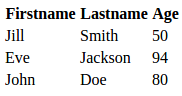 Firstname Lastname Age
Jill Smith 50
Eve Jackson 94
John Doe 80